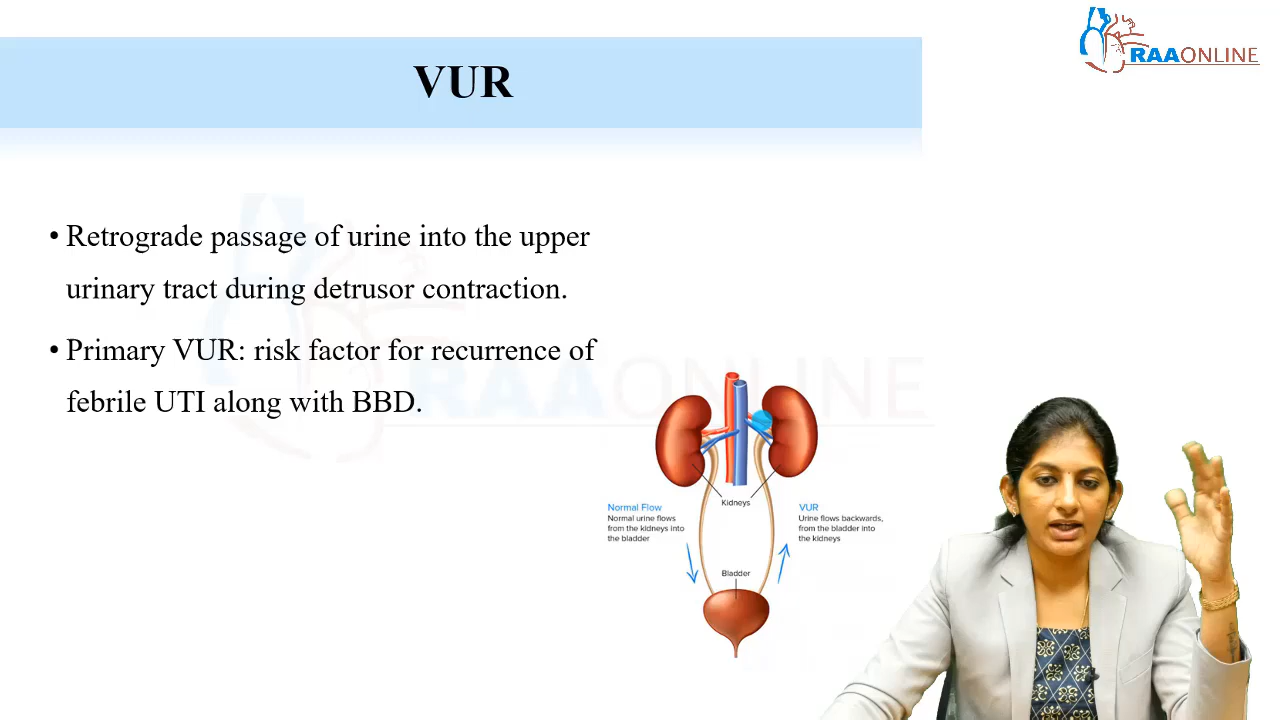 VUR
RAAONLINE
• Retrograde passage of urine into the upper
urinary tract during detrusor contraction.
• Primary VUR: risk factor for recurrence of
febrile UTI along with BBD.
RAAONLINE
Kidneys
Normal Flow
Normal urine flows
from the kidneys into
the bladder
VUR
Urine flows backwards,
from the bladder into
the kidneys
Bladder